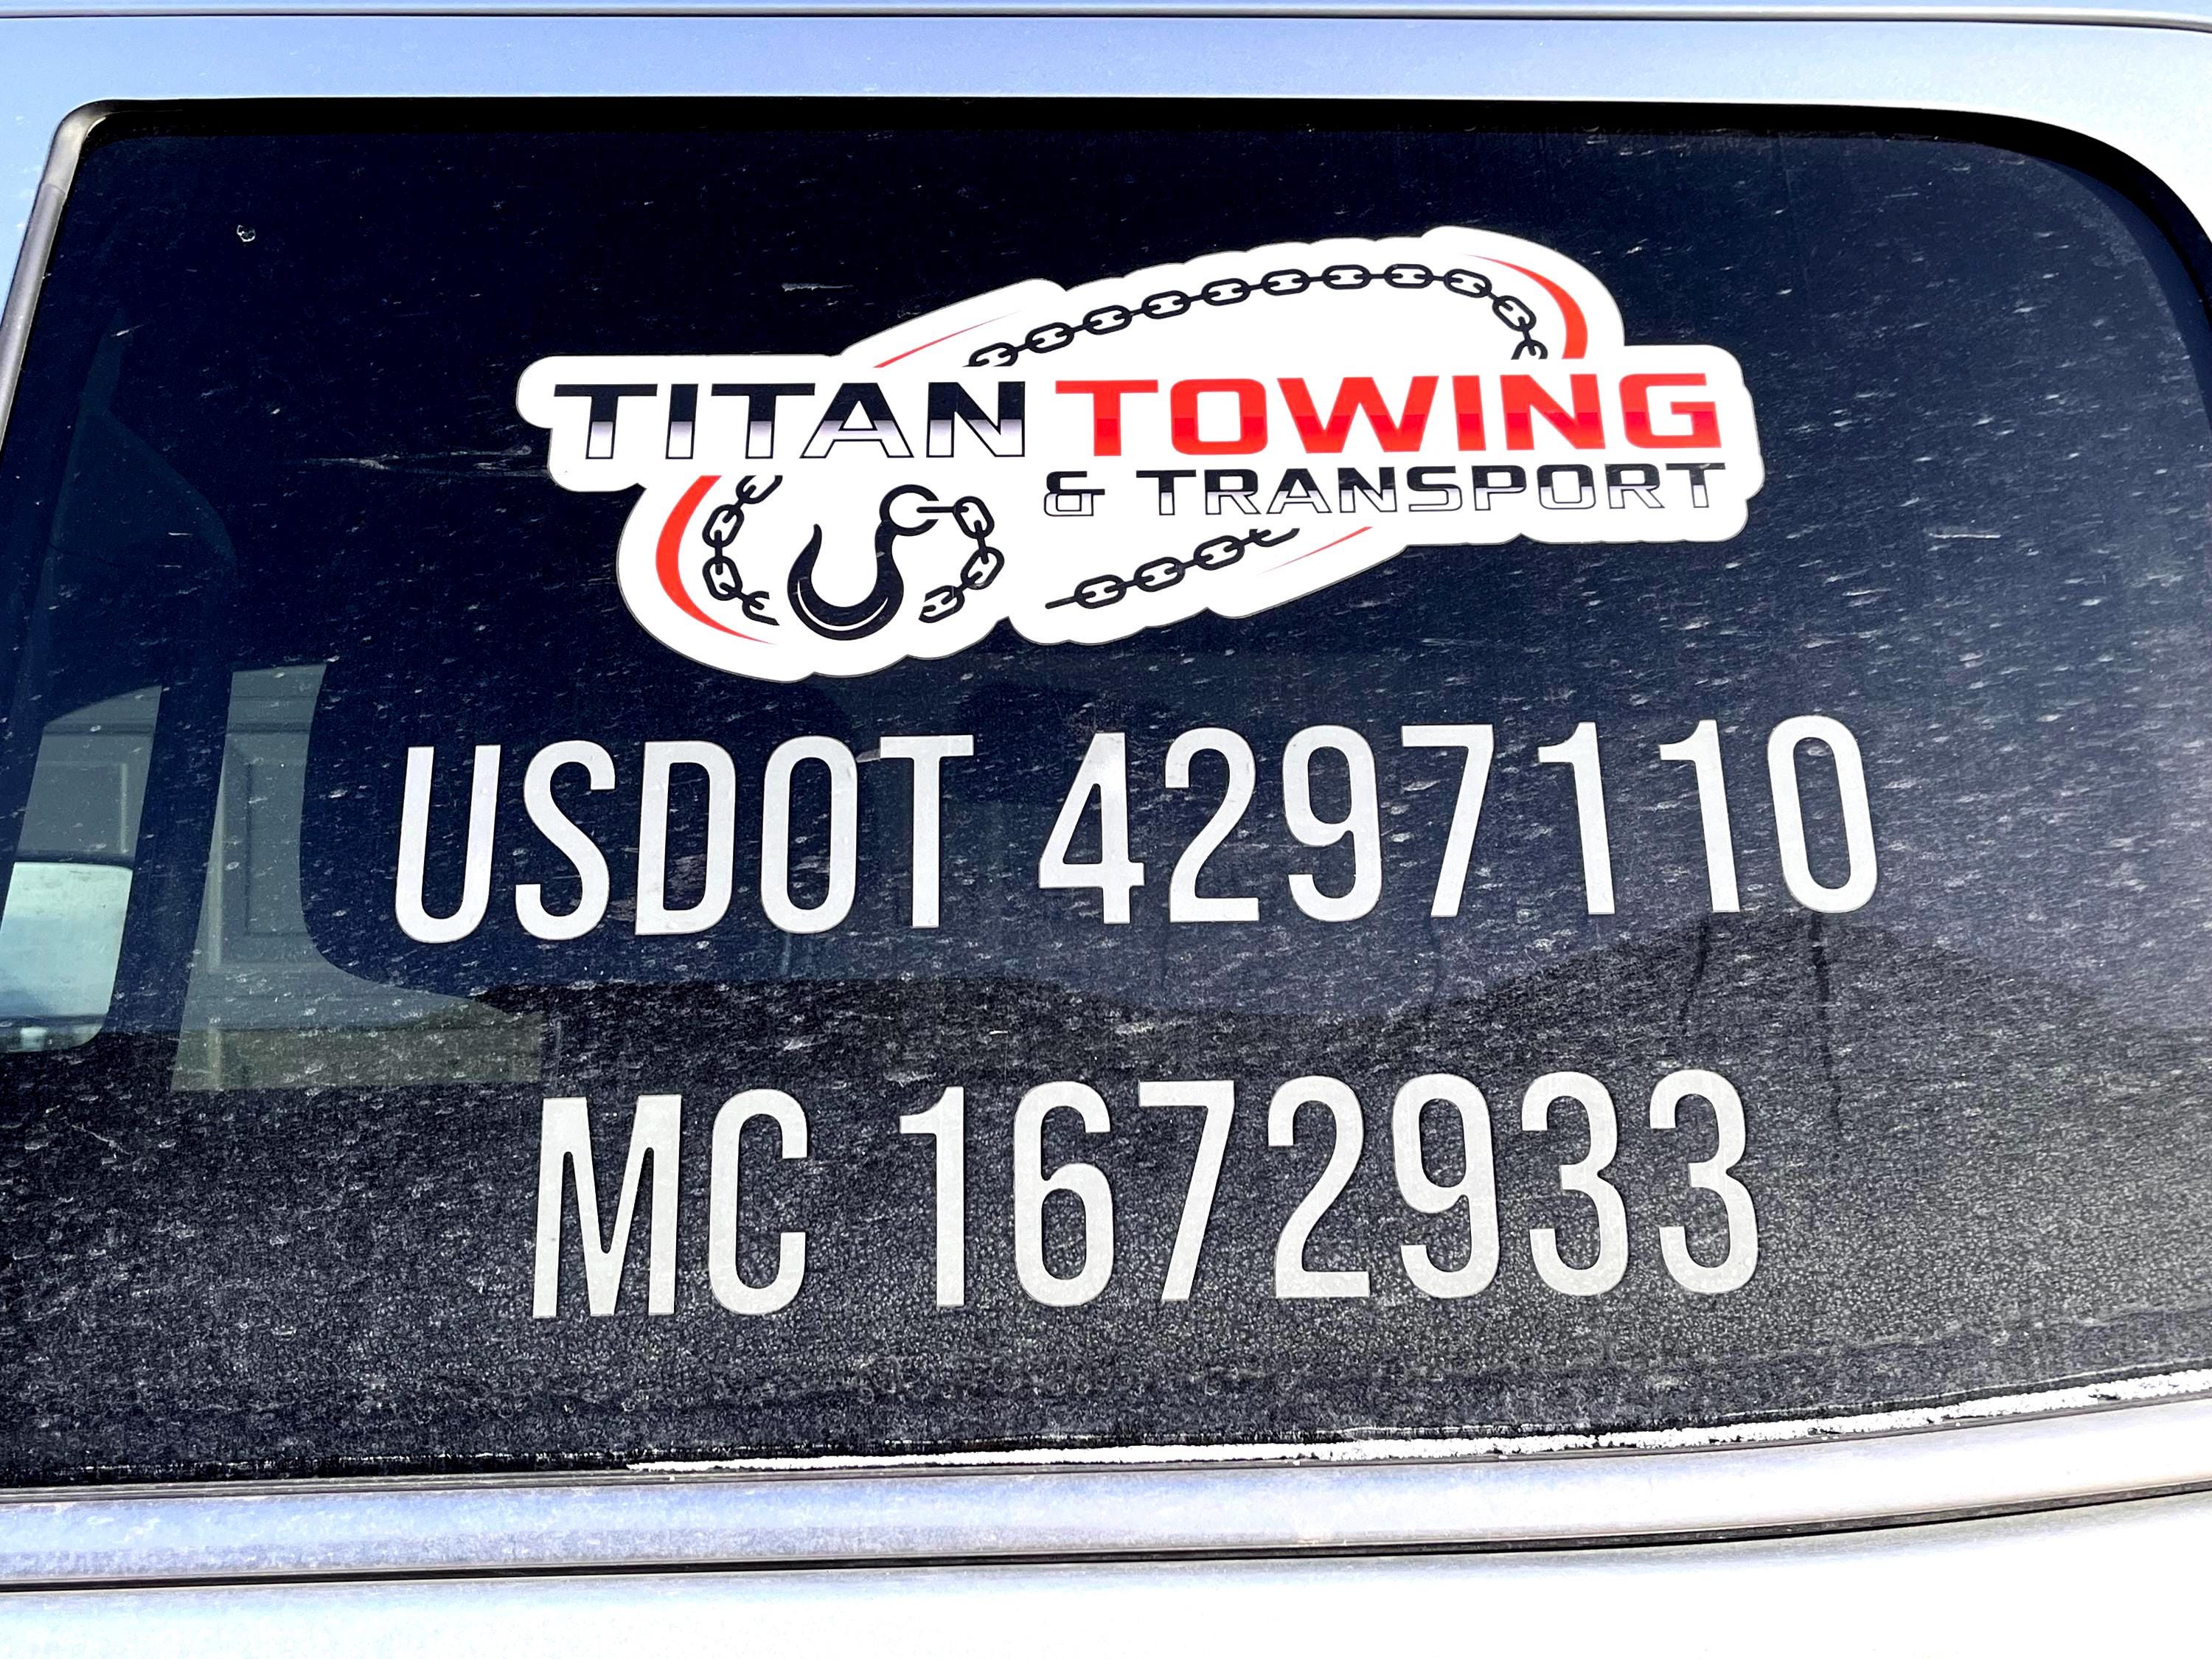 TITAN TOWING
& TRANSPORT
USDOT 4297110
MC 1672933